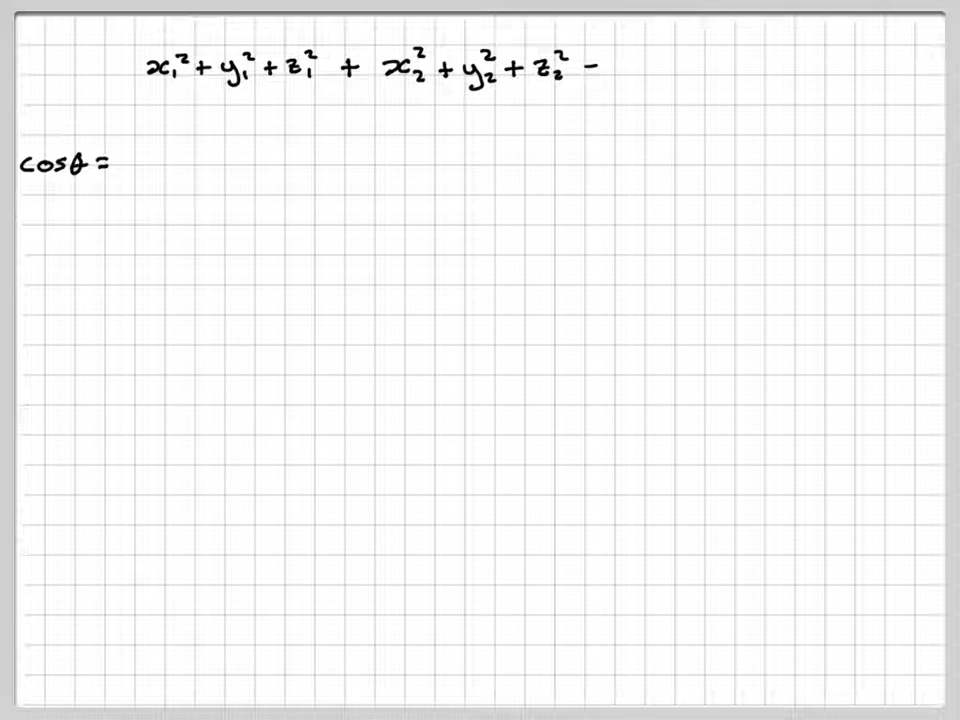 x₁² + y₁² + z₁² + x₂² + y₂² + z₂² −
cosθ =